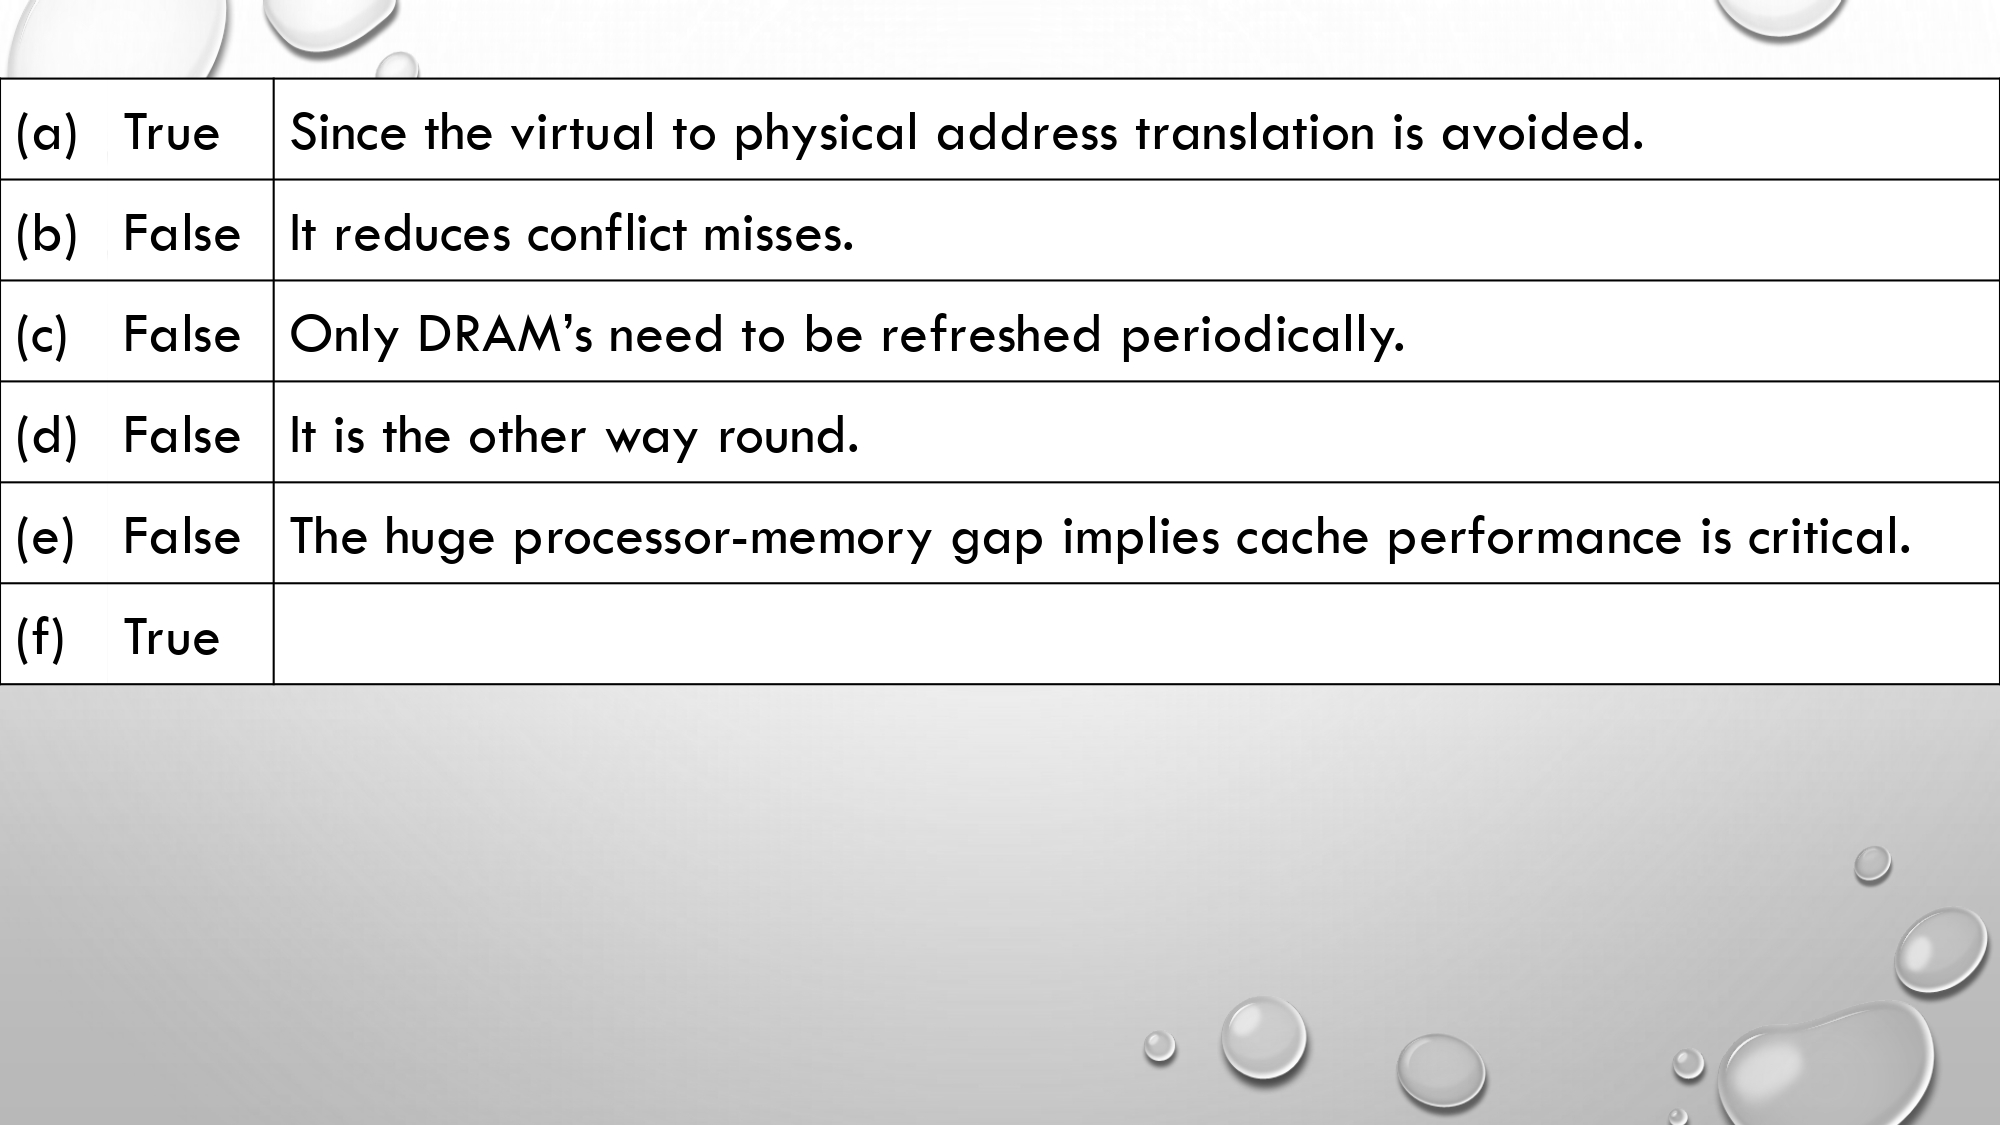 (a) True Since the virtual to physical address translation is avoided.
(b) False It reduces conflict misses.
(c) False Only DRAM’s need to be refreshed periodically.
(d) False It is the other way round.
(e) False The huge processor-memory gap implies cache performance is critical.
(f) True